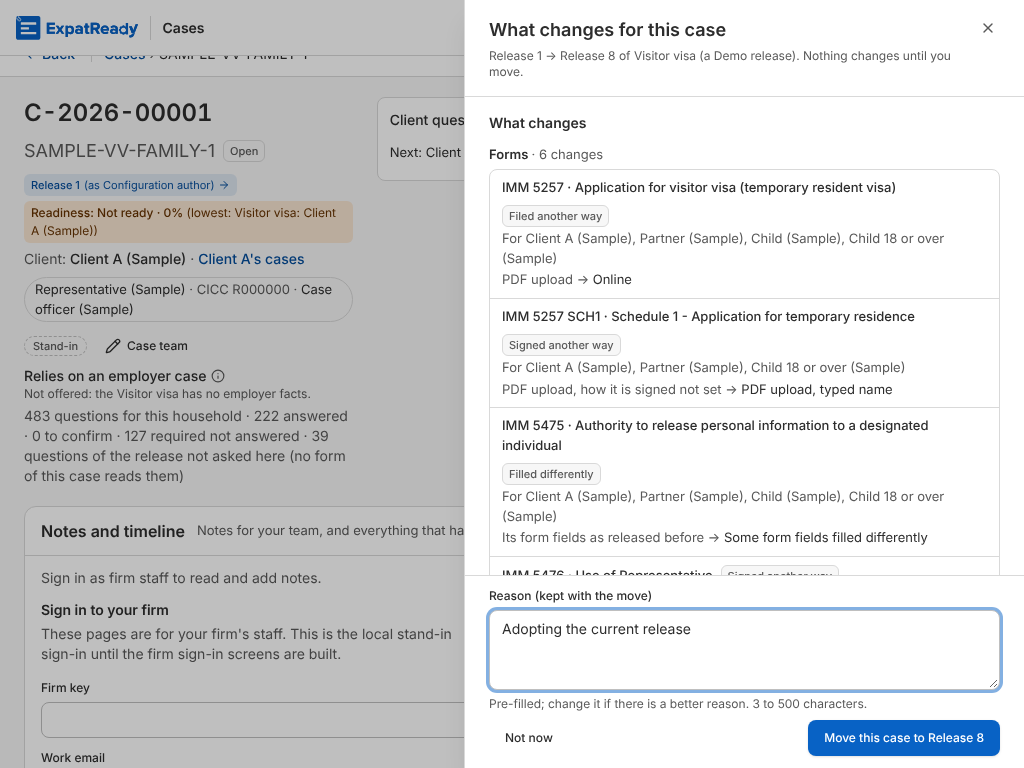 ExpatReady
Cases
Back
Cases › SAMPLE-VV-FAMILY-1
C-2026-00001
SAMPLE-VV-FAMILY-1 Open
Release 1 (as Configuration author) →
Readiness: Not ready · 0% (lowest: Visitor visa: Client
A (Sample))
Client: Client A (Sample) · Client A's cases
Representative (Sample) · CICC R000000 · Case
officer (Sample)
Stand-in Case team
Relies on an employer case
Not offered: the Visitor visa has no employer facts.
483 questions for this household · 222 answered
· 0 to confirm · 127 required not answered · 39
questions of the release not asked here (no form
of this case reads them)
Client ques
Next: Client
Notes and timeline Notes for your team, and everything that ha
Sign in as firm staff to read and add notes.
Sign in to your firm
These pages are for your firm's staff. This is the local stand-in
sign-in until the firm sign-in screens are built.
Firm key
Work email
What changes for this case
Release 1 → Release 8 of Visitor visa (a Demo release). Nothing changes until you
move.
What changes
Forms · 6 changes
IMM 5257 · Application for visitor visa (temporary resident visa)
Filed another way
For Client A (Sample), Partner (Sample), Child (Sample), Child 18 or over
(Sample)
PDF upload → Online
IMM 5257 SCH1 · Schedule 1 - Application for temporary residence
Signed another way
For Client A (Sample), Partner (Sample), Child 18 or over (Sample)
PDF upload, how it is signed not set → PDF upload, typed name
IMM 5475 · Authority to release personal information to a designated
individual
Filled differently
For Client A (Sample), Partner (Sample), Child (Sample), Child 18 or over
(Sample)
Its form fields as released before → Some form fields filled differently
IMM 5476 · Use of Representative Signed another way
Reason (kept with the move)
Adopting the current release
Pre-filled; change it if there is a better reason. 3 to 500 characters.
Not now
Move this case to Release 8